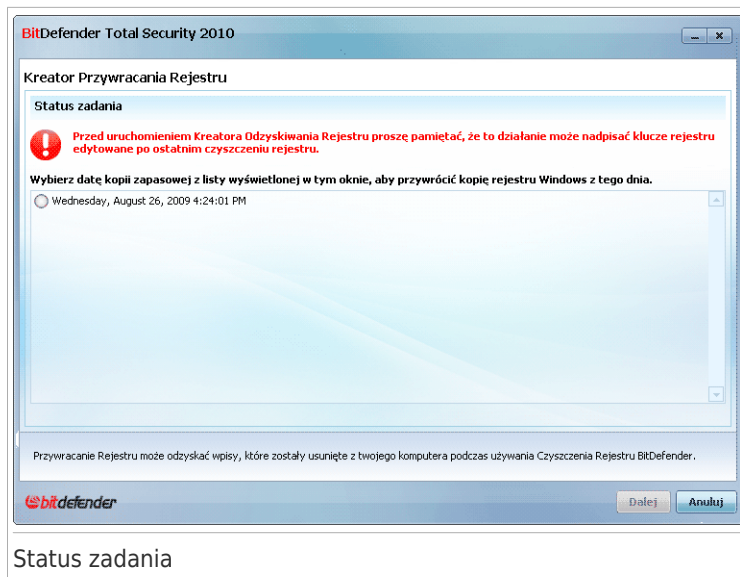 BitDefender Total Security 2010
Kreator Przywracania Rejestru
Status zadania
Przed uruchomieniem Kreatora Odzyskiwania Rejestru proszę pamiętać, że to działanie może nadpisać klucze rejestru
edytowane po ostatnim czyszczeniu rejestru.
Wybierz datę kopii zapasowej z listy wyświetlonej w tym oknie, aby przywrócić kopię rejestru Windows z tego dnia.
Wednesday, August 26, 2009 4:24:01 PM
Przywracanie Rejestru może odzyskać wpisy, które zostały usunięte z twojego komputera podczas używania Czyszczenia Rejestru BitDefender.
bitdefender
Dalej Anuluj
Status zadania